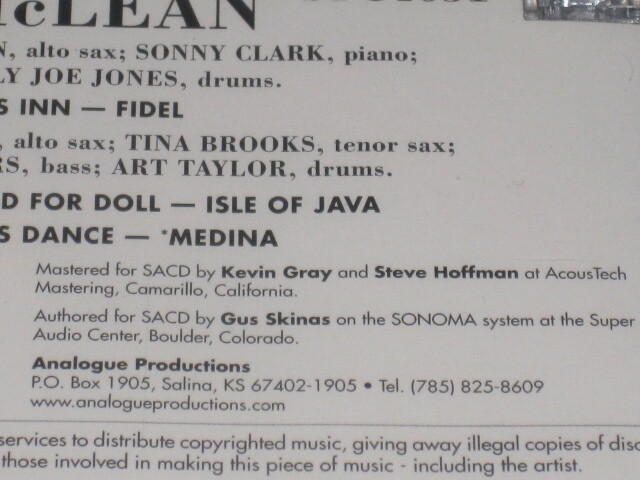 McLEAN
N, alto sax; SONNY CLARK, piano;
LY JOE JONES, drums.
S INN — FIDEL
, alto sax; TINA BROOKS, tenor sax;
RS, bass; ART TAYLOR, drums.
D FOR DOLL — ISLE OF JAVA
S DANCE — *MEDINA
Mastered for SACD by Kevin Gray and Steve Hoffman at AcousTech
Mastering, Camarillo, California.
Authored for SACD by Gus Skinas on the SONOMA system at the Super
Audio Center, Boulder, Colorado.
Analogue Productions
P.O. Box 1905, Salina, KS 67402-1905 • Tel. (785) 825-8609
www.analogueproductions.com
services to distribute copyrighted music, giving away illegal copies of disc
those involved in making this piece of music - including the artist.